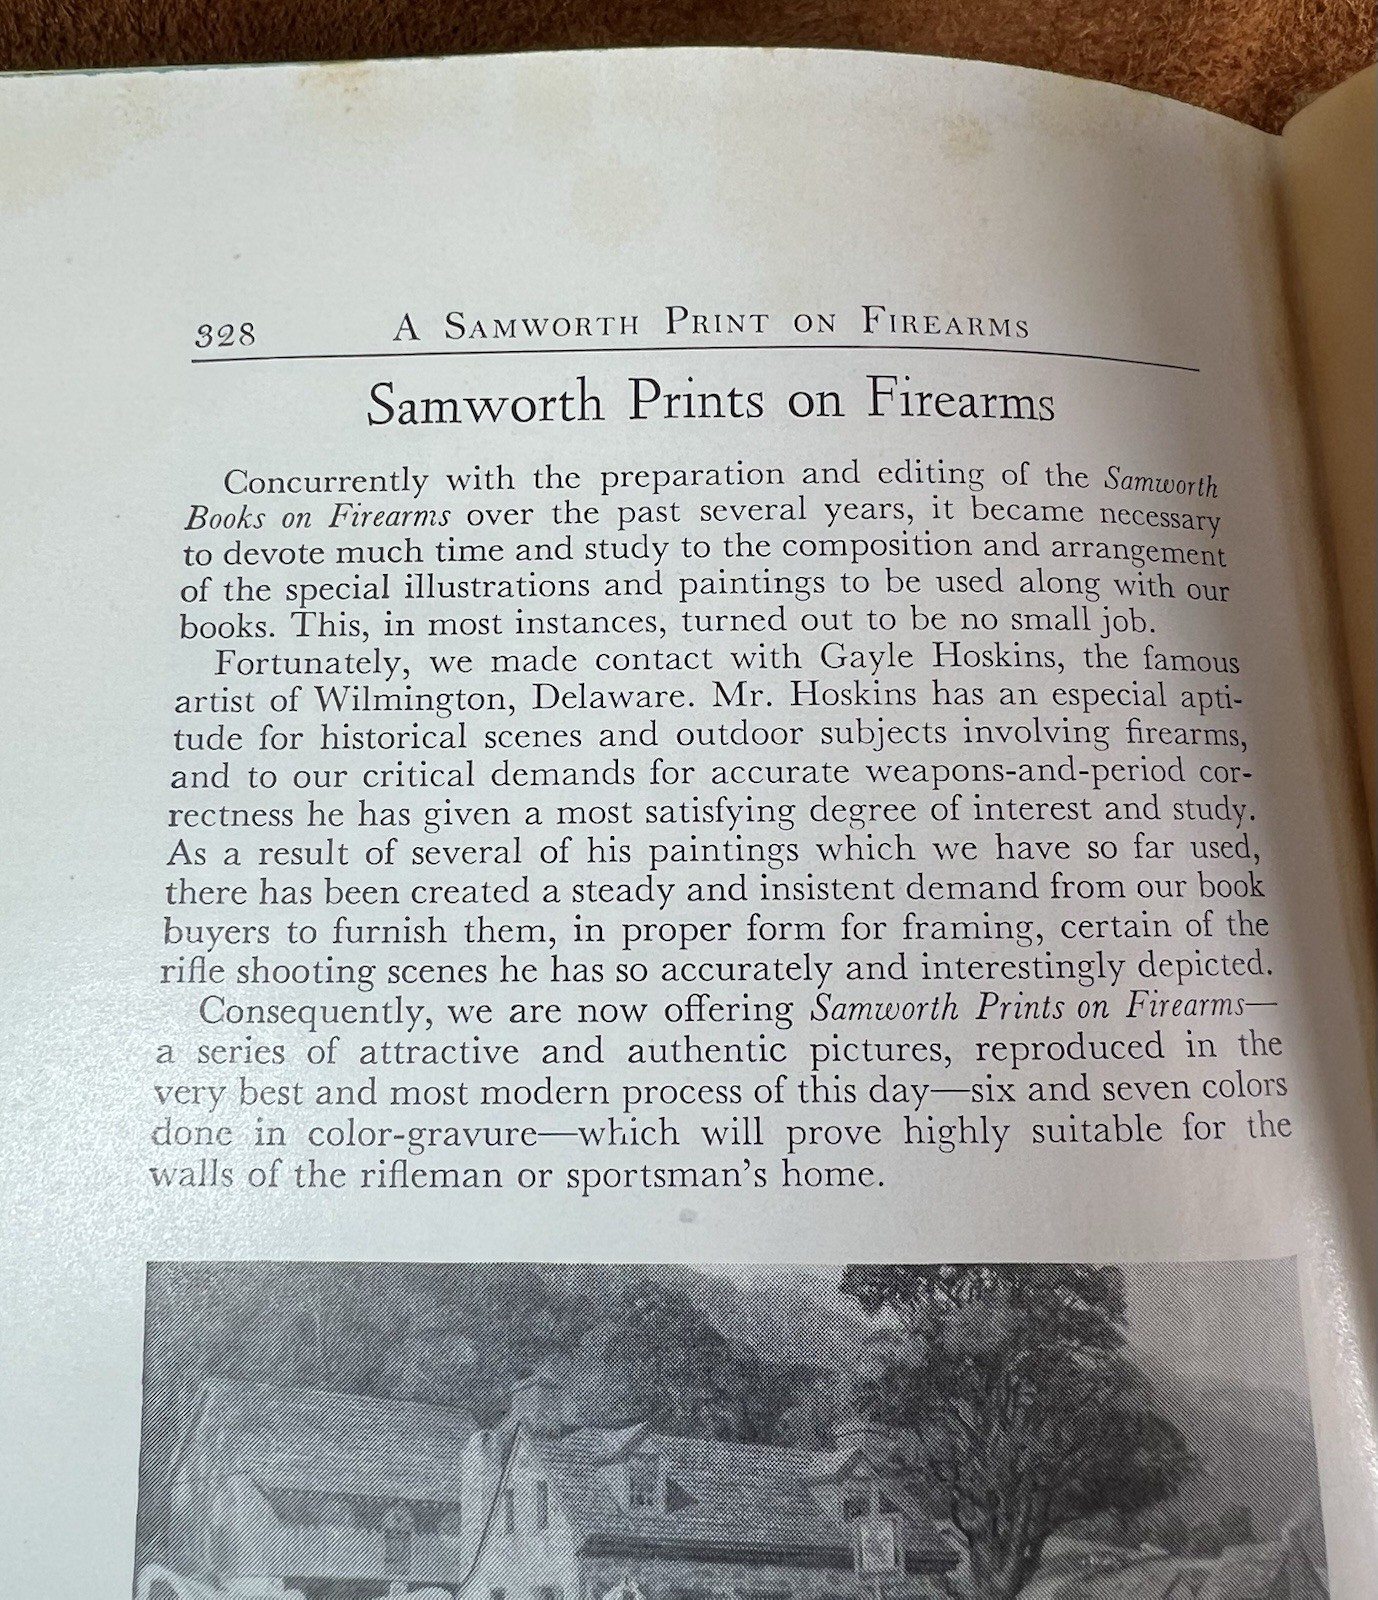 328 A Samworth Print on Firearms
Samworth Prints on Firearms
Concurrently with the preparation and editing of the Samworth
Books on Firearms over the past several years, it became necessary
to devote much time and study to the composition and arrangement
of the special illustrations and paintings to be used along with our
books. This, in most instances, turned out to be no small job.
Fortunately, we made contact with Gayle Hoskins, the famous
artist of Wilmington, Delaware. Mr. Hoskins has an especial apti-
tude for historical scenes and outdoor subjects involving firearms,
and to our critical demands for accurate weapons-and-period cor-
rectness he has given a most satisfying degree of interest and study.
As a result of several of his paintings which we have so far used,
there has been created a steady and insistent demand from our book
buyers to furnish them, in proper form for framing, certain of the
rifle shooting scenes he has so accurately and interestingly depicted.
Consequently, we are now offering Samworth Prints on Firearms—
a series of attractive and authentic pictures, reproduced in the
very best and most modern process of this day—six and seven colors
done in color-gravure—which will prove highly suitable for the
walls of the rifleman or sportsman's home.